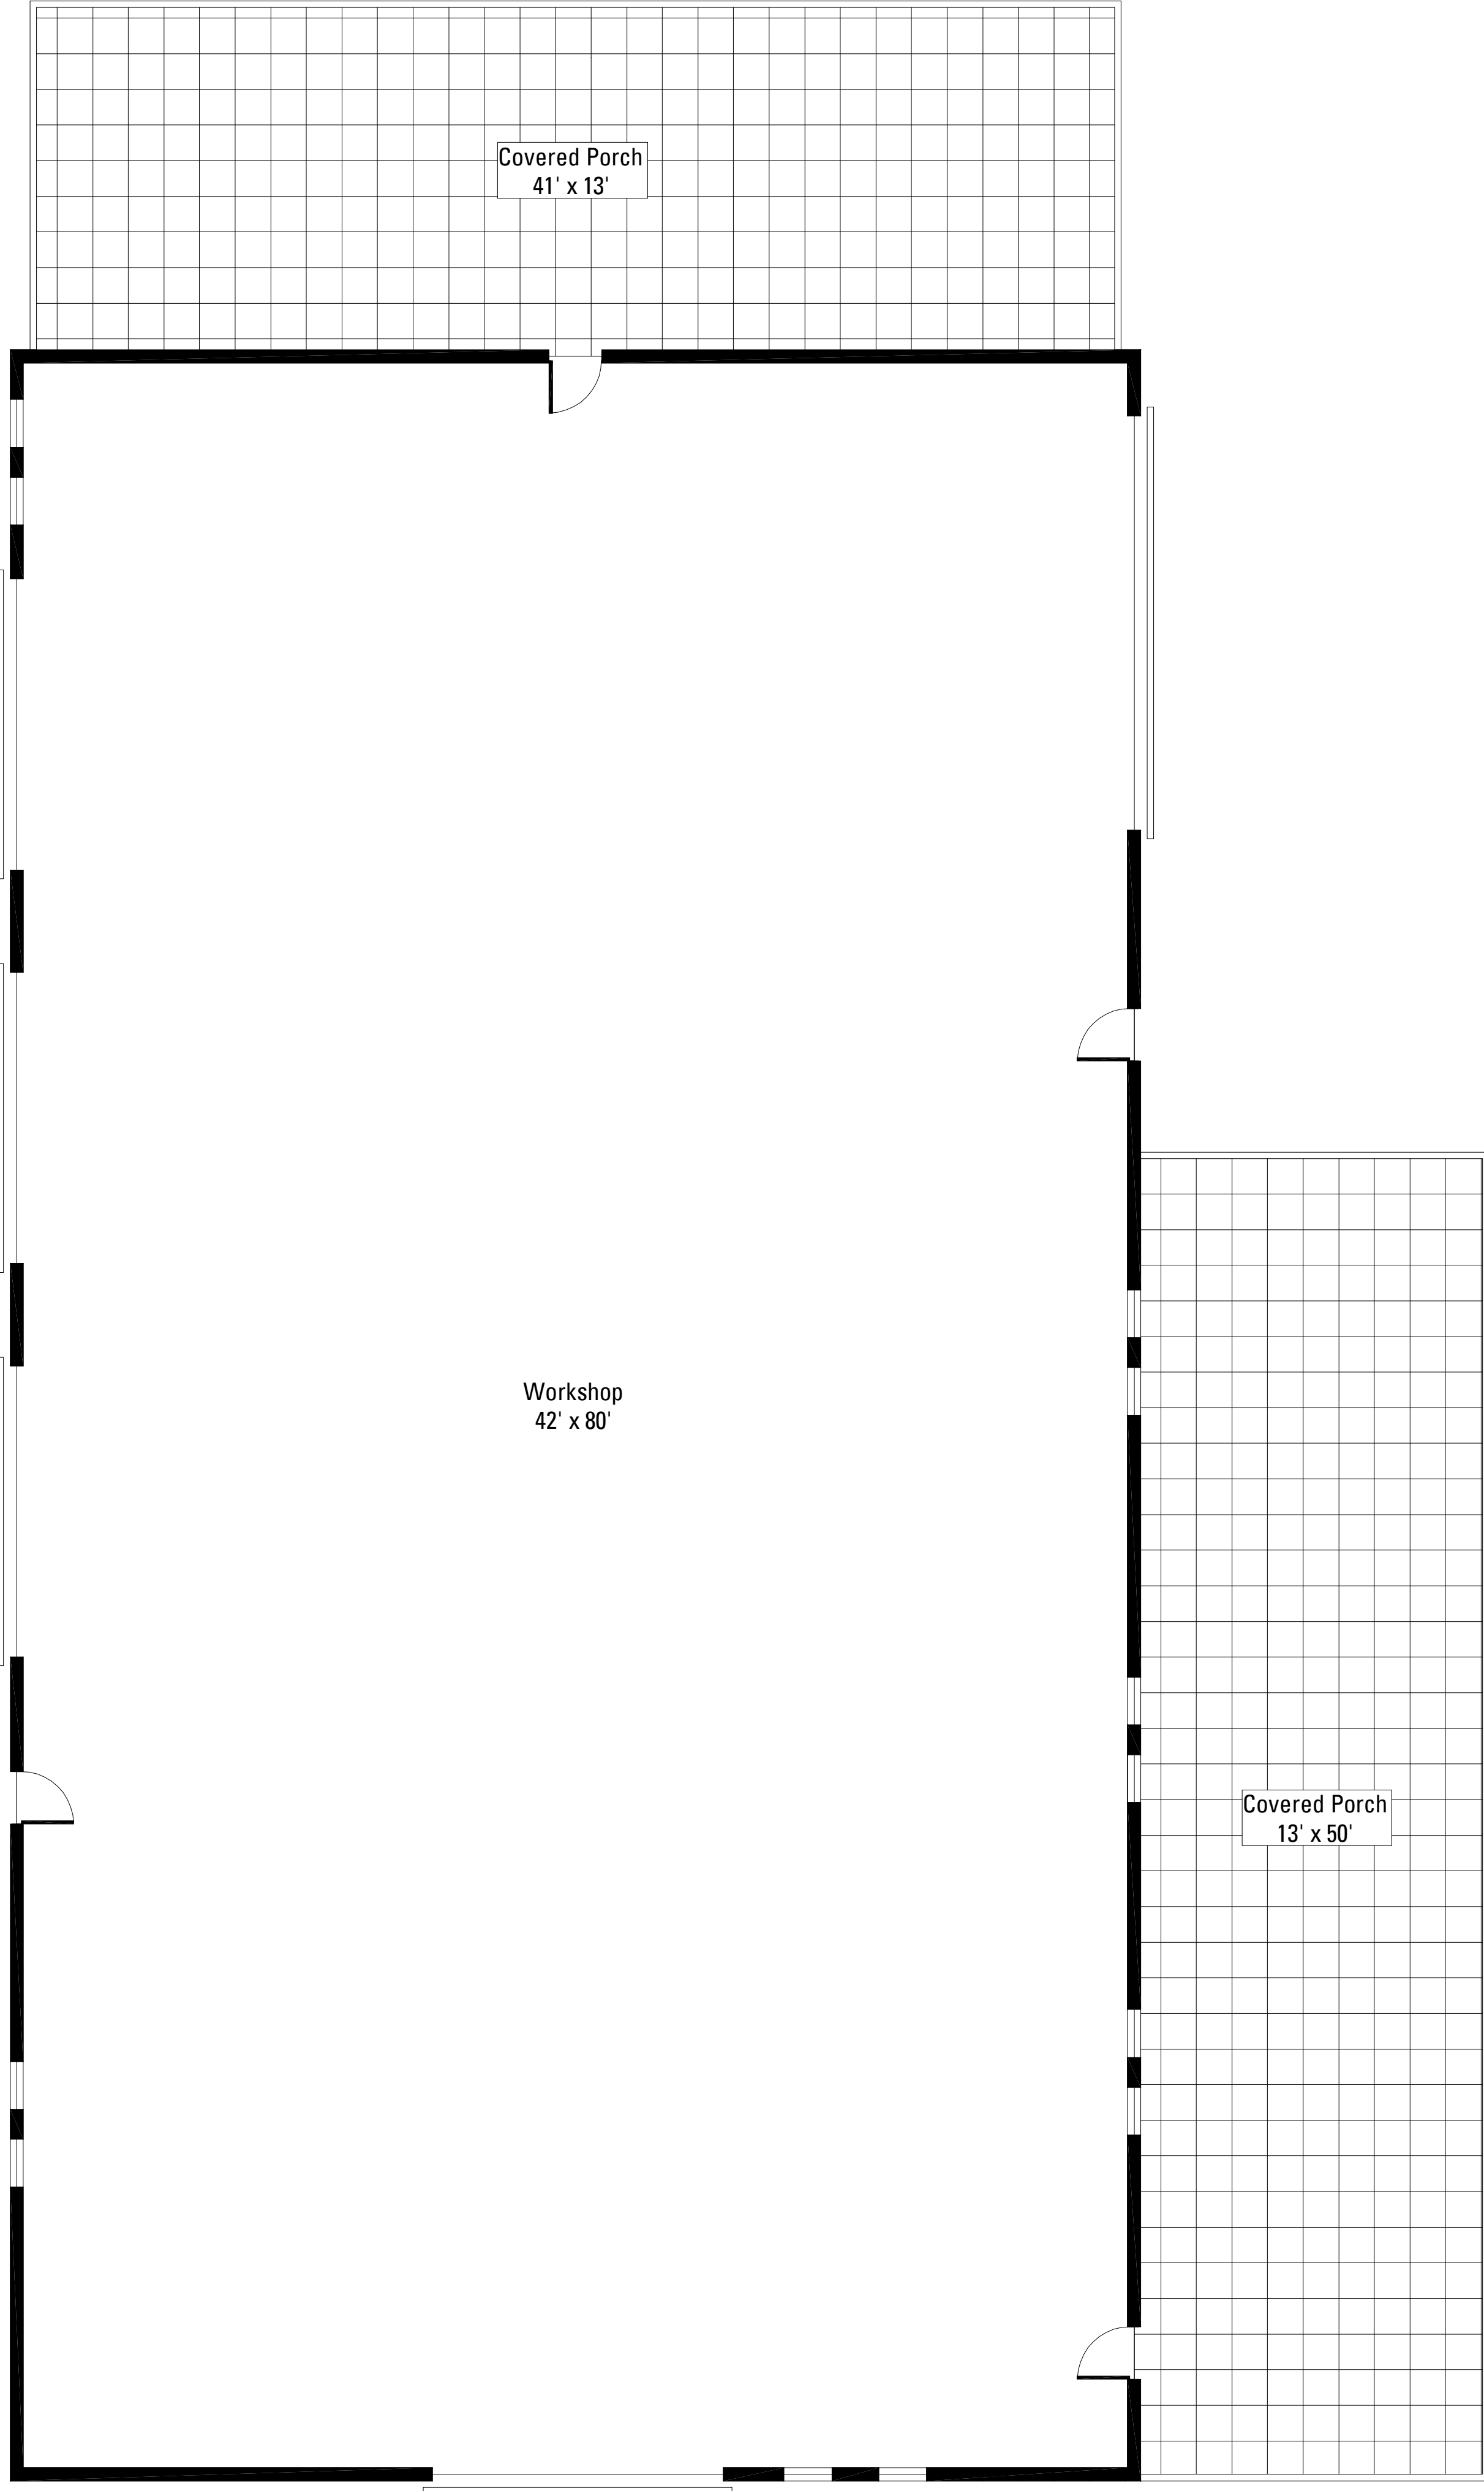 Covered Porch
41' x 13'
Workshop
42' x 80'
Covered Porch
13' x 50'